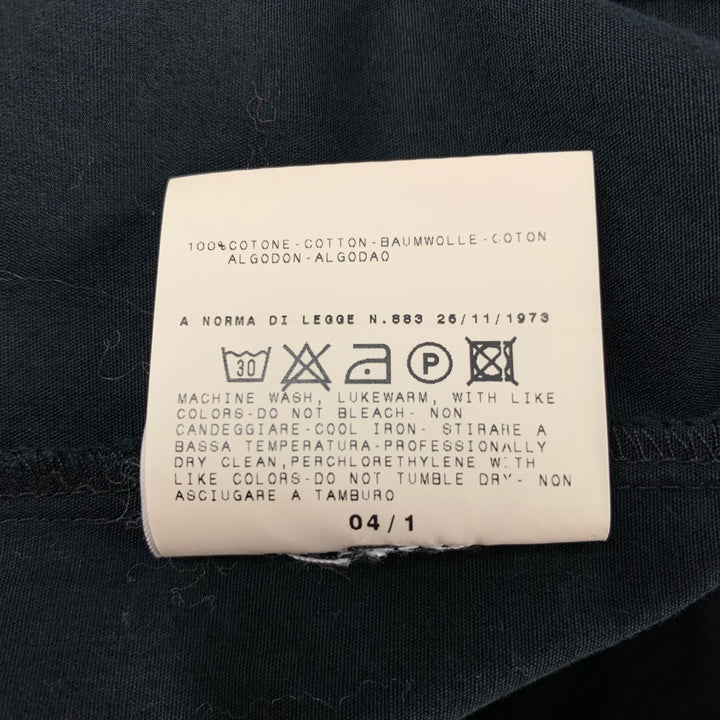 100%COTONE-COTTON-BAUMWOLLE-COTON
ALGODON-ALGODAO
A NORMA DI LEGGE N.883 26/11/1973
30 P
MACHINE WASH, LUKEWARM, WITH LIKE
COLORS-DO NOT BLEACH- NON
CANDEGGIARE-COOL IRON- STIRARE A
BASSA TEMPERATURA-PROFESSIONALLY
DRY CLEAN,PERCHLORETHYLENE WITH
LIKE COLORS-DO NOT TUMBLE DRY- NON
ASCIUGARE A TAMBURO
04/1